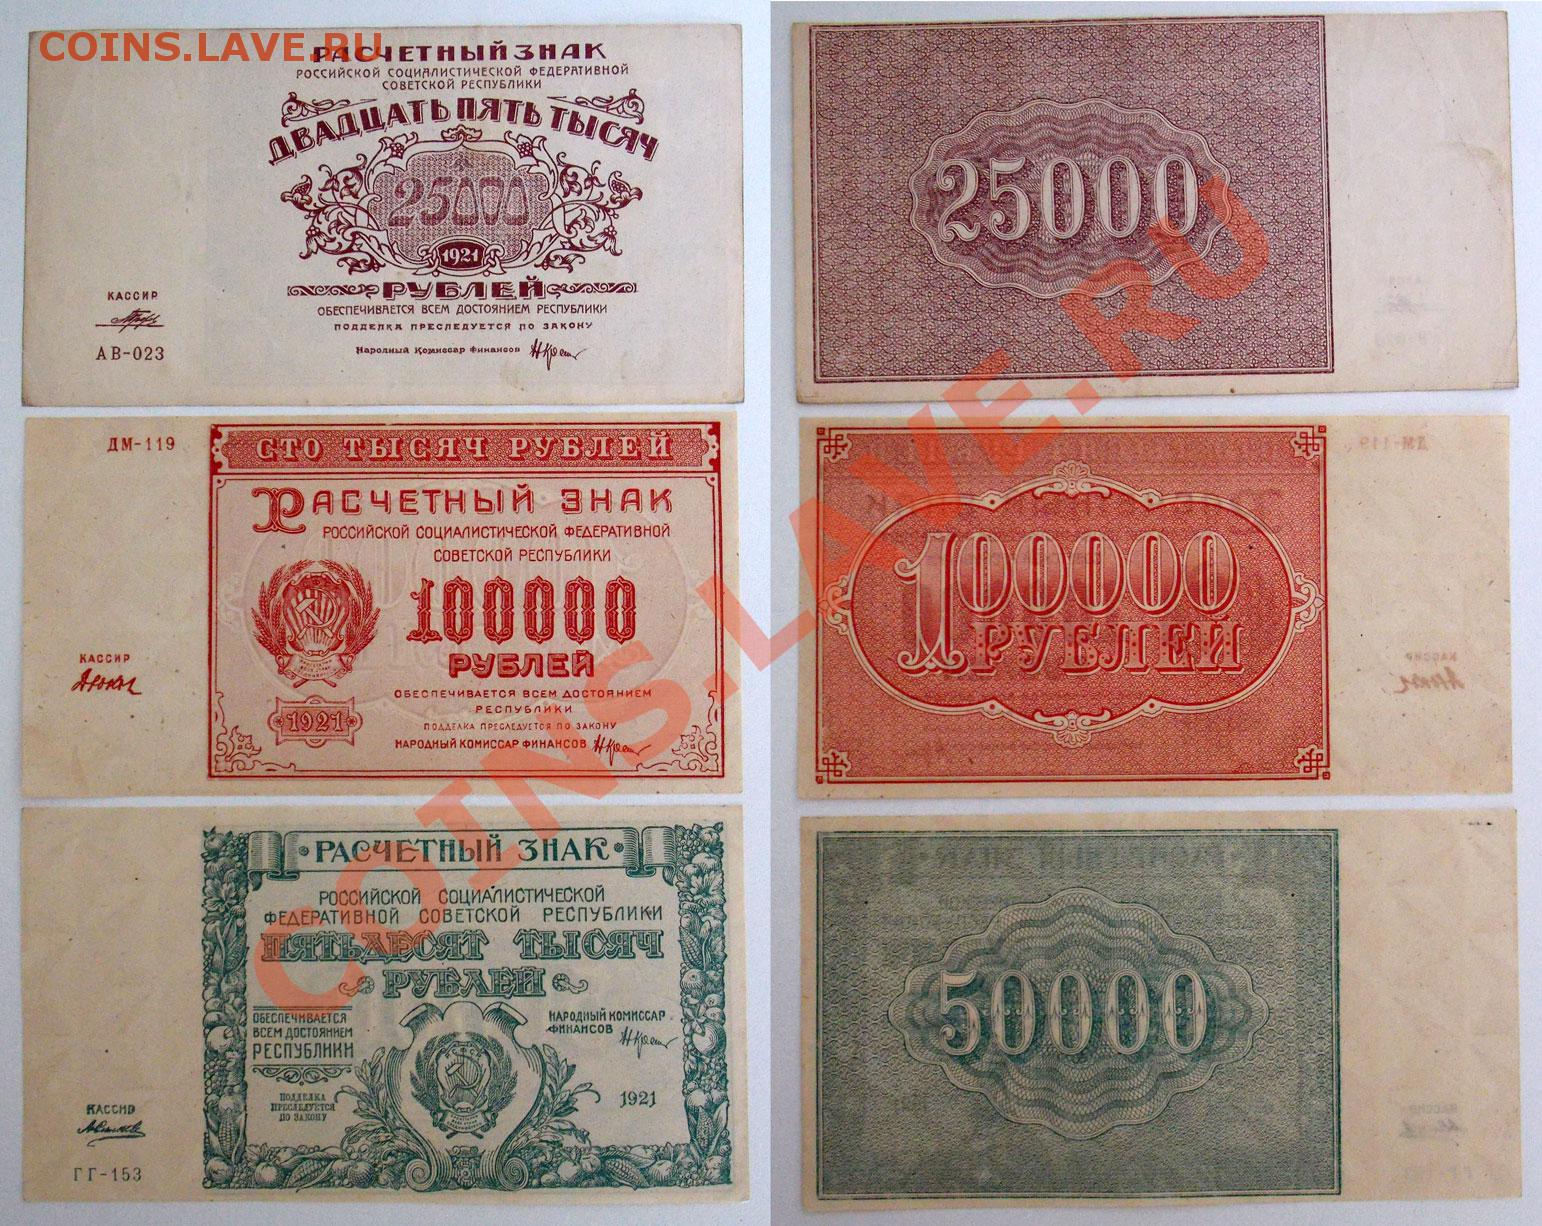 COINS.LAVE.RU
РАСЧЕТНЫЙ ЗНАК
РОССИЙСКОЙ СОЦИАЛИСТИЧЕСКОЙ ФЕДЕРАТИВНОЙ
СОВЕТСКОЙ РЕСПУБЛИКИ
ДВАДЦАТЬ ПЯТЬ ТЫСЯЧ
25000
1921
РУБЛЕЙ
ОБЕСПЕЧИВАЕТСЯ ВСЕМ ДОСТОЯНИЕМ РЕСПУБЛИКИ
ПОДДЕЛКА ПРЕСЛЕДУЕТСЯ ПО ЗАКОНУ
Народный Комиссар Финансов
КАССИР
АВ-023
25000
ДМ-119
СТО ТЫСЯЧ РУБЛЕЙ
РАСЧЕТНЫЙ ЗНАК
РОССИЙСКОЙ СОЦИАЛИСТИЧЕСКОЙ ФЕДЕРАТИВНОЙ
СОВЕТСКОЙ РЕСПУБЛИКИ
100000
РУБЛЕЙ
ОБЕСПЕЧИВАЕТСЯ ВСЕМ ДОСТОЯНИЕМ
РЕСПУБЛИКИ
ПОДДЕЛКА ПРЕСЛЕДУЕТСЯ ПО ЗАКОНУ
НАРОДНЫЙ КОМИССАР ФИНАНСОВ
1921
КАССИР
100000
РУБЛЕЙ
РАСЧЕТНЫЙ ЗНАК
РОССИЙСКОЙ СОЦИАЛИСТИЧЕСКОЙ
ФЕДЕРАТИВНОЙ СОВЕТСКОЙ РЕСПУБЛИКИ
ПЯТЬДЕСЯТ ТЫСЯЧ
РУБЛЕЙ
ОБЕСПЕЧИВАЕТСЯ
ВСЕМ ДОСТОЯНИЕМ
РЕСПУБЛИКИ
ПОДДЕЛКА
ПРЕСЛЕДУЕТСЯ
ПО ЗАКОНУ
НАРОДНЫЙ КОМИССАР
ФИНАНСОВ
1921
КАССИР
ГГ-153
50000
COINS.LAVE.RU